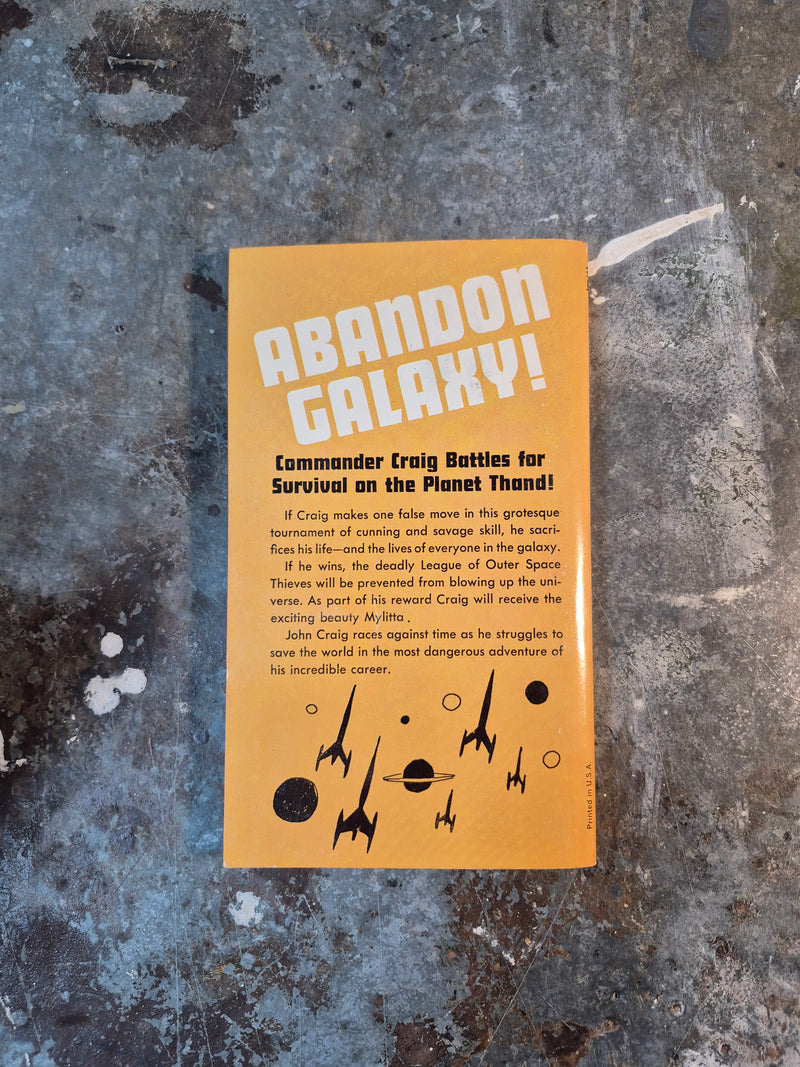 ABANDON
GALAXY!
Commander Craig Battles for
Survival on the Planet Thand!
If Craig makes one false move in this grotesque
tournament of cunning and savage skill, he sacri-
fices his life—and the lives of everyone in the galaxy.
If he wins, the deadly League of Outer Space
Thieves will be prevented from blowing up the uni-
verse. As part of his reward Craig will receive the
exciting beauty Mylitta.
John Craig races against time as he struggles to
save the world in the most dangerous adventure of
his incredible career.
Printed in U.S.A.